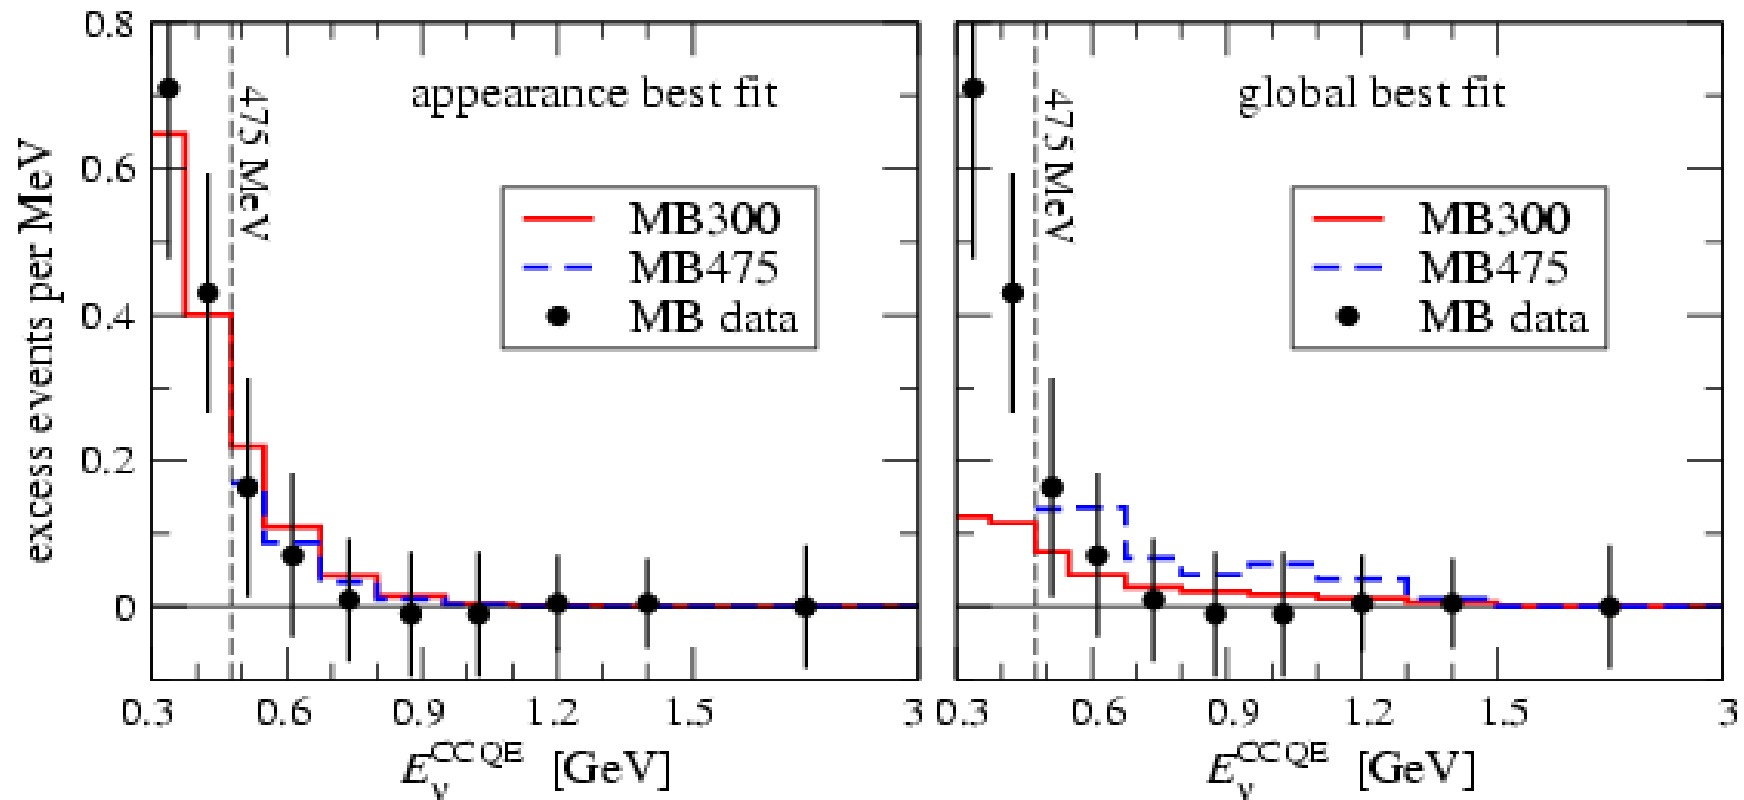 excess events per MeV
0.8
0.6
0.4
0.2
0
appearance best fit
475 MeV
MB300
MB475
MB data
0.3 0.6 0.9 1.2 1.5 3
E_ν^CCQE [GeV]
global best fit
475 MeV
MB300
MB475
MB data
0.3 0.6 0.9 1.2 1.5 3
E_ν^CCQE [GeV]